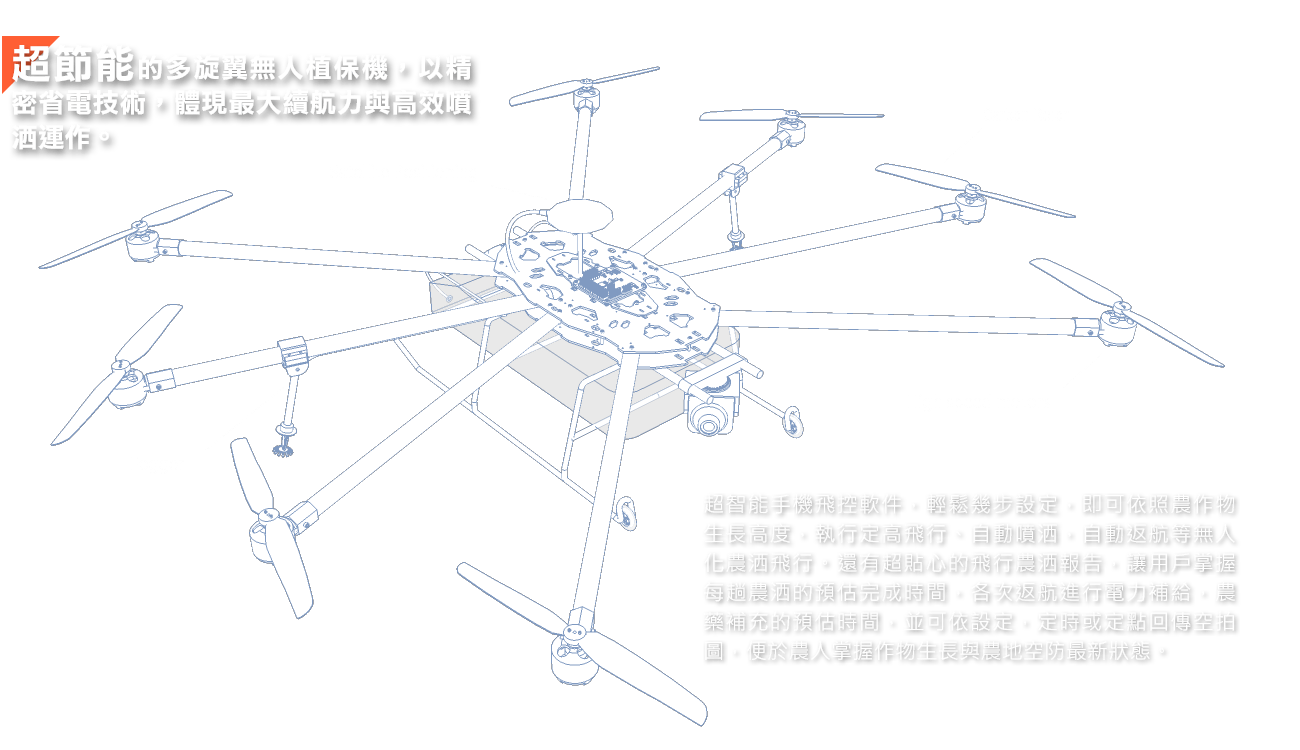 超節能的多旋翼無人植保機，以精
密省電技術，體現最大續航力與高效噴
洒運作。
超智能手機飛控軟件，輕鬆幾步設定，即可依照農作物
生長高度，執行定高飛行、自動噴洒、自動返航等無人
化農洒飛行，還有超貼心的飛行農洒報告，讓用戶掌握
每趟農洒的預估完成時間，各次返航進行電力補給、農
藥補充的預估時間，並可依設定，定時或定點回傳空拍
圖，便於農人掌握作物生長與農地空防最新狀態。